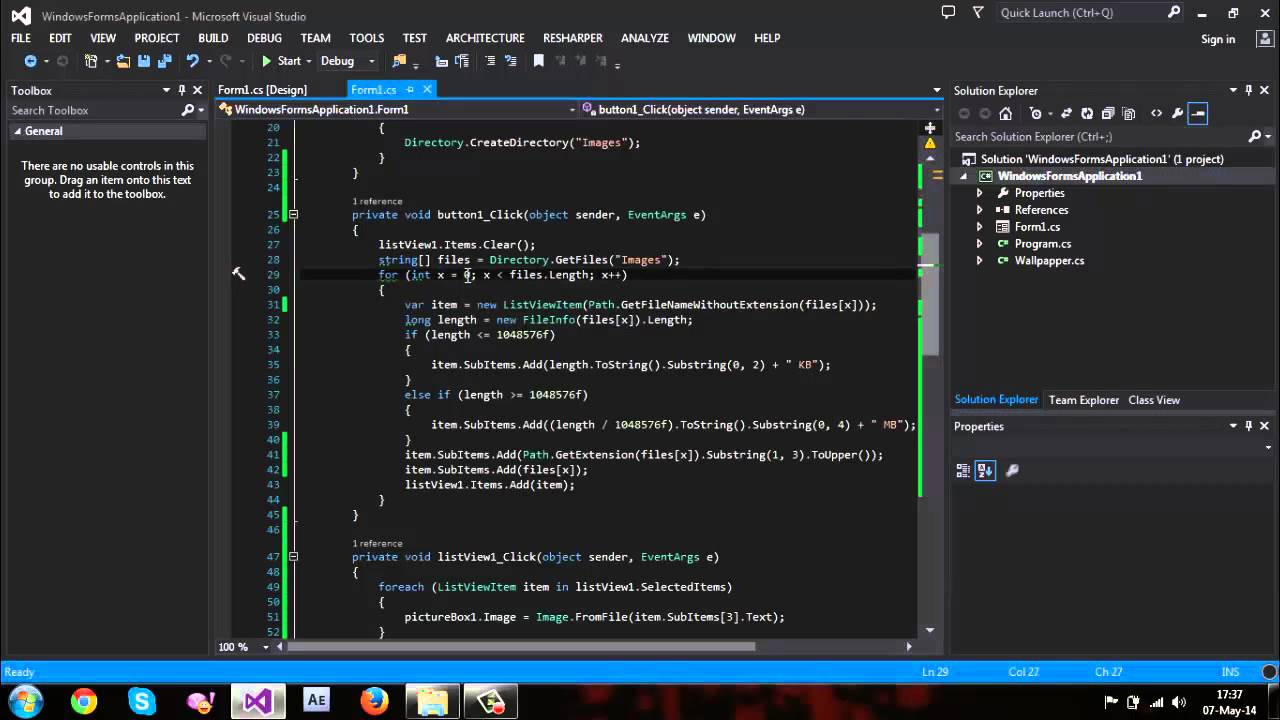 WindowsFormsApplication1 - Microsoft Visual Studio
Quick Launch (Ctrl+Q)
FILE EDIT VIEW PROJECT BUILD DEBUG TEAM TOOLS TEST ARCHITECTURE RESHARPER ANALYZE WINDOW HELP
Sign in
Start Debug
Toolbox
Search Toolbox
General
There are no usable controls in this
group. Drag an item onto this text
to add it to the toolbox.
Form1.cs [Design] Form1.cs
WindowsFormsApplication1.Form1 button1_Click(object sender, EventArgs e)
20 {
21 Directory.CreateDirectory("Images");
22 }
23 }
24
1 reference
25 private void button1_Click(object sender, EventArgs e)
26 {
27 listView1.Items.Clear();
28 string[] files = Directory.GetFiles("Images");
29 for (int x = 0; x < files.Length; x++)
30 {
31 var item = new ListViewItem(Path.GetFileNameWithoutExtension(files[x]));
32 long length = new FileInfo(files[x]).Length;
33 if (length <= 1048576f)
34 {
35 item.SubItems.Add(length.ToString().Substring(0, 2) + " KB");
36 }
37 else if (length >= 1048576f)
38 {
39 item.SubItems.Add((length / 1048576f).ToString().Substring(0, 4) + " MB");
40 }
41 item.SubItems.Add(Path.GetExtension(files[x]).Substring(1, 3).ToUpper());
42 item.SubItems.Add(files[x]);
43 listView1.Items.Add(item);
44 }
45 }
46
1 reference
47 private void listView1_Click(object sender, EventArgs e)
48 {
49 foreach (ListViewItem item in listView1.SelectedItems)
50 {
51 pictureBox1.Image = Image.FromFile(item.SubItems[3].Text);
52 }
100 %
Solution Explorer
Search Solution Explorer (Ctrl+;)
Solution 'WindowsFormsApplication1' (1 project)
C# WindowsFormsApplication1
Properties
References
Form1.cs
Program.cs
Wallpapper.cs
Solution Explorer Team Explorer Class View
Properties
Ready Ln 29 Col 27 Ch 27 INS
Ae
17:37
07-May-14